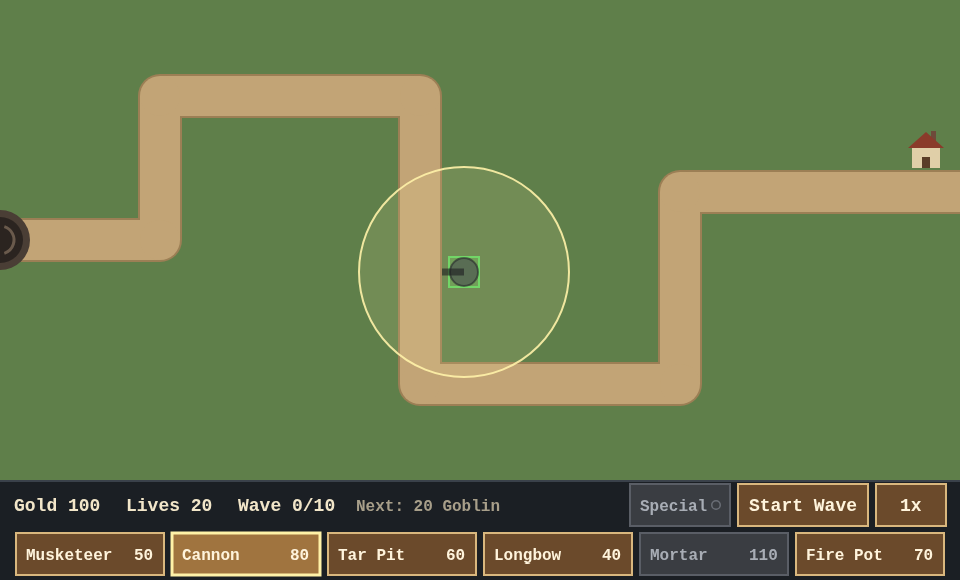 Gold 100 Lives 20 Wave 0/10 Next: 20 Goblin Special Start Wave 1x
Musketeer 50 Cannon 80 Tar Pit 60 Longbow 40 Mortar 110 Fire Pot 70